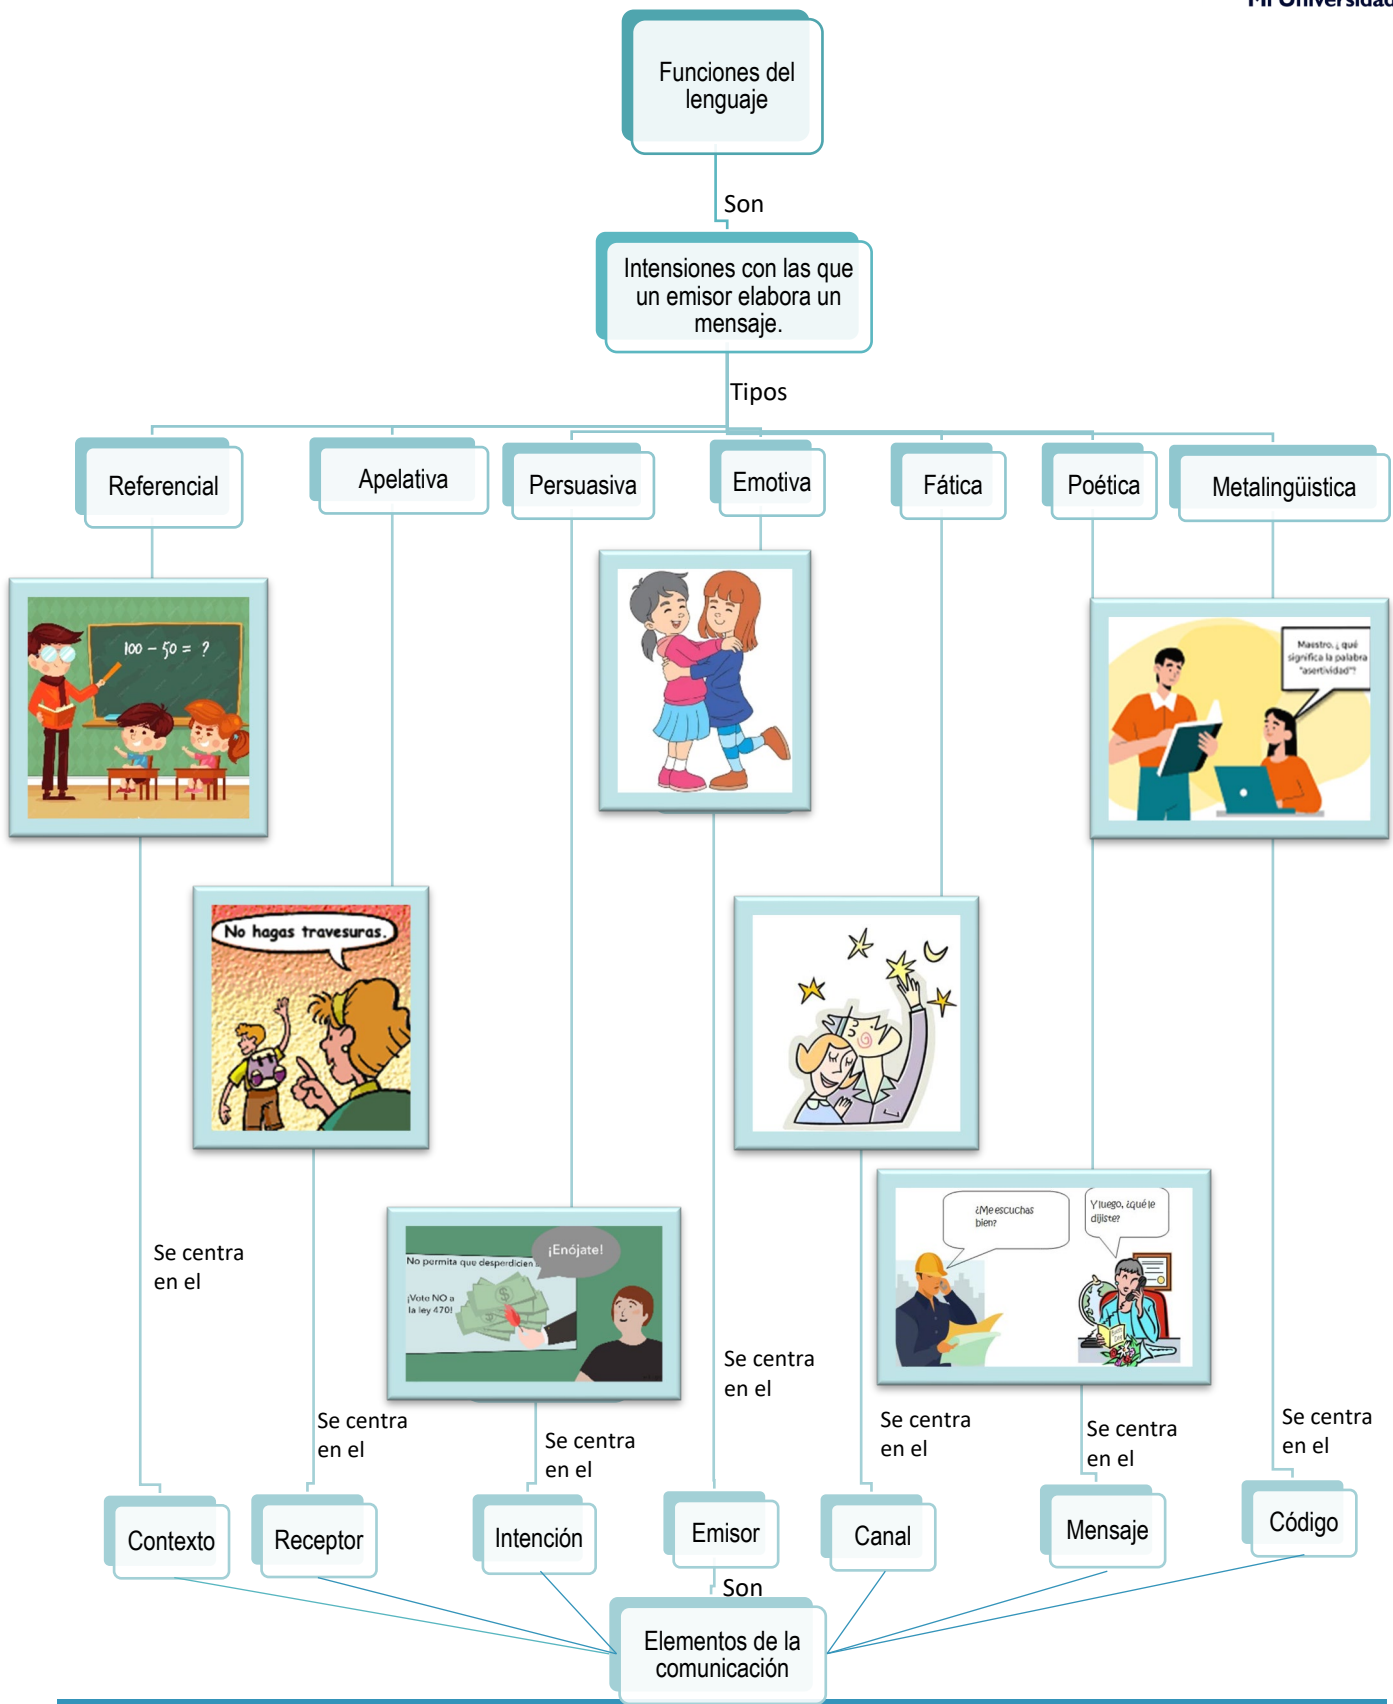 Mi Universidad
Funciones del
lenguaje
Son
Intensiones con las que
un emisor elabora un
mensaje.
Tipos
Referencial
Apelativa
Persuasiva
Emotiva
Fática
Poética
Metalingüistica
100 - 50 = ?
Maestro, ¿ qué
significa la palabra
"asertividad"?
No hagas travesuras.
¿Me escuchas
bien?
Y luego, ¿qué le
dijiste?
¡Enójate!
No permita que desperdicien
¡Vote NO a
la ley 470!
Se centra
en el
Se centra
en el
Se centra
en el
Se centra
en el
Se centra
en el
Se centra
en el
Se centra
en el
Contexto
Receptor
Intención
Emisor
Canal
Mensaje
Código
Son
Elementos de la
comunicación